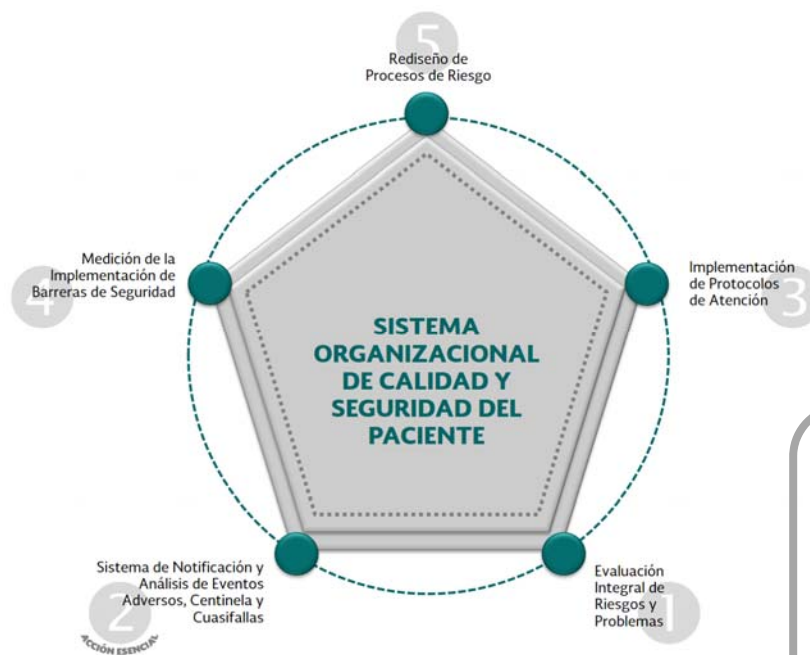 5
Rediseño de
Procesos de Riesgo
Medición de la
Implementación de
Barreras de Seguridad
4
Implementación
de Protocolos
de Atención
3
SISTEMA
ORGANIZACIONAL
DE CALIDAD Y
SEGURIDAD DEL
PACIENTE
Sistema de Notificación y
Análisis de Eventos
Adversos, Centinela y
Cuasifallas
2
ACCIÓN ESENCIAL
Evaluación
Integral de
Riesgos y
Problemas
1